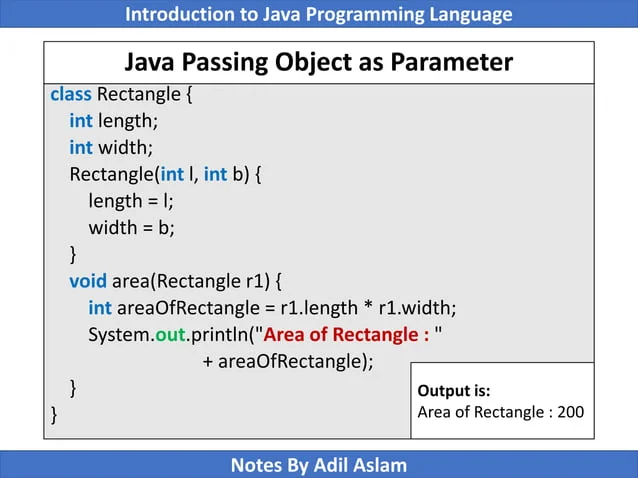 Introduction to Java Programming Language
Java Passing Object as Parameter
class Rectangle {
int length;
int width;
Rectangle(int l, int b) {
length = l;
width = b;
}
void area(Rectangle r1) {
int areaOfRectangle = r1.length * r1.width;
System.out.println("Area of Rectangle : "
+ areaOfRectangle);
}
}
Output is:
Area of Rectangle : 200
Notes By Adil Aslam